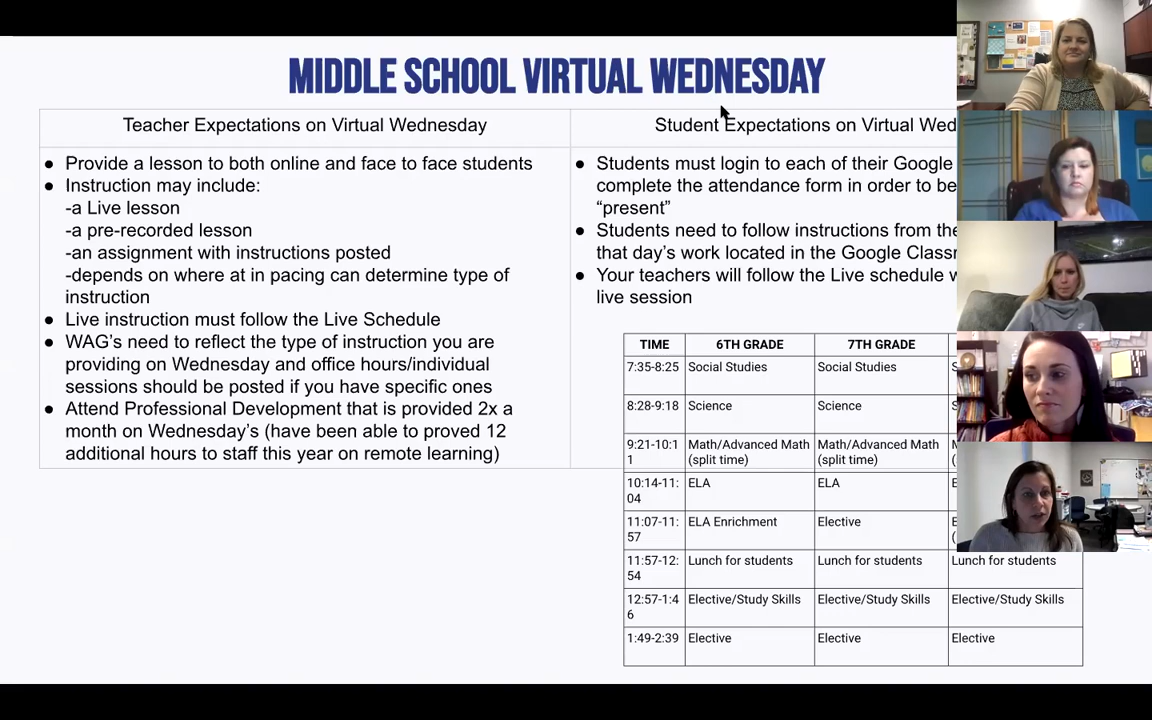 MIDDLE SCHOOL VIRTUAL WEDNESDAY
Teacher Expectations on Virtual Wednesday
● Provide a lesson to both online and face to face students
● Instruction may include:
-a Live lesson
-a pre-recorded lesson
-an assignment with instructions posted
-depends on where at in pacing can determine type of
instruction
● Live instruction must follow the Live Schedule
● WAG's need to reflect the type of instruction you are
providing on Wednesday and office hours/individual
sessions should be posted if you have specific ones
● Attend Professional Development that is provided 2x a
month on Wednesday's (have been able to proved 12
additional hours to staff this year on remote learning)
Student Expectations on Virtual Wed
● Students must login to each of their Google
complete the attendance form in order to be
“present”
● Students need to follow instructions from the
that day's work located in the Google Class
● Your teachers will follow the Live schedule
live session
TIME 6TH GRADE 7TH GRADE
7:35-8:25 Social Studies Social Studies
8:28-9:18 Science Science
9:21-10:1 Math/Advanced Math Math/Advanced Math
1 (split time) (split time)
10:14-11: ELA ELA
04
11:07-11: ELA Enrichment Elective
57
11:57-12: Lunch for students Lunch for students Lunch for students
54
12:57-1:4 Elective/Study Skills Elective/Study Skills Elective/Study Skills
6
1:49-2:39 Elective Elective Elective